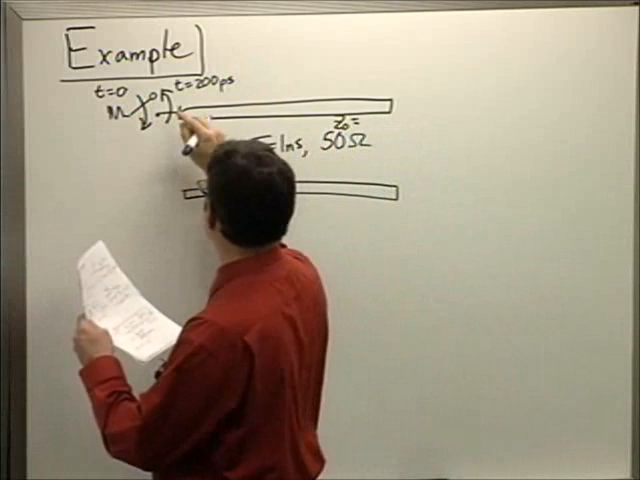 Example
t=0
t=200ps
Z₀=
=1ns, 50Ω